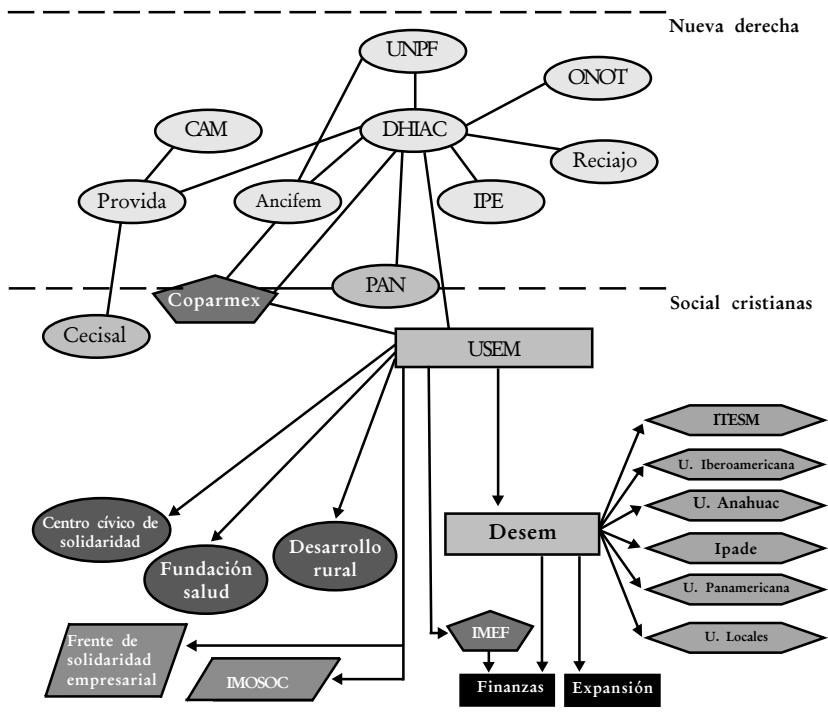 Nueva derecha
UNPF
ONOT
CAM
DHIAC
Reciajo
Provida
Ancifem
IPE
PAN
Coparmex
Social cristianas
Cecisal
USEM
ITESM
U. Iberoamericana
U. Anahuac
Centro cívico de
solidaridad
Desem
Desarrollo
rural
Ipade
Fundación
salud
U. Panamericana
Frente de
solidaridad
empresarial
IMEF
U. Locales
IMOSOC
Finanzas
Expansión